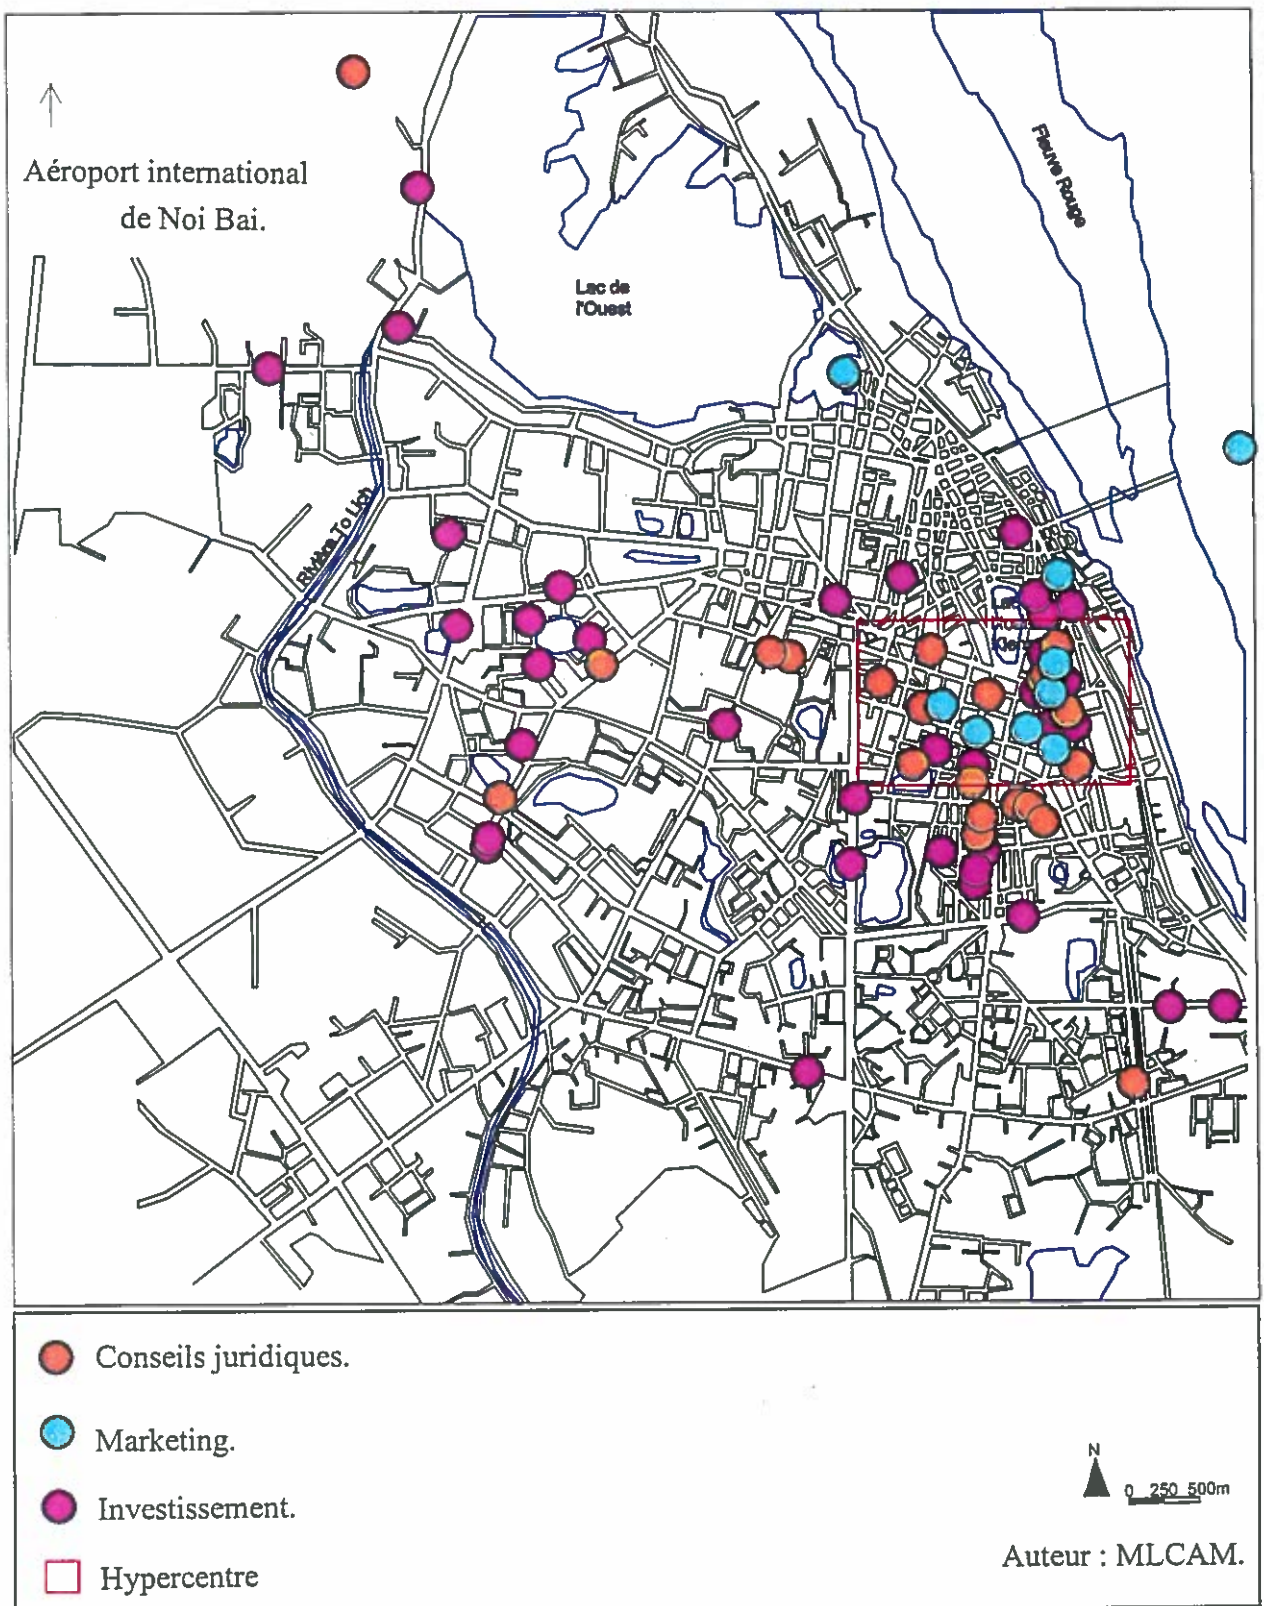 Aéroport international
de Noi Bai.
Fleuve Rouge
Lac de
l'Ouest
Rivière To Lich
Conseils juridiques.
Marketing.
Investissement.
Hypercentre
N
0 250 500m
Auteur : MLCAM.